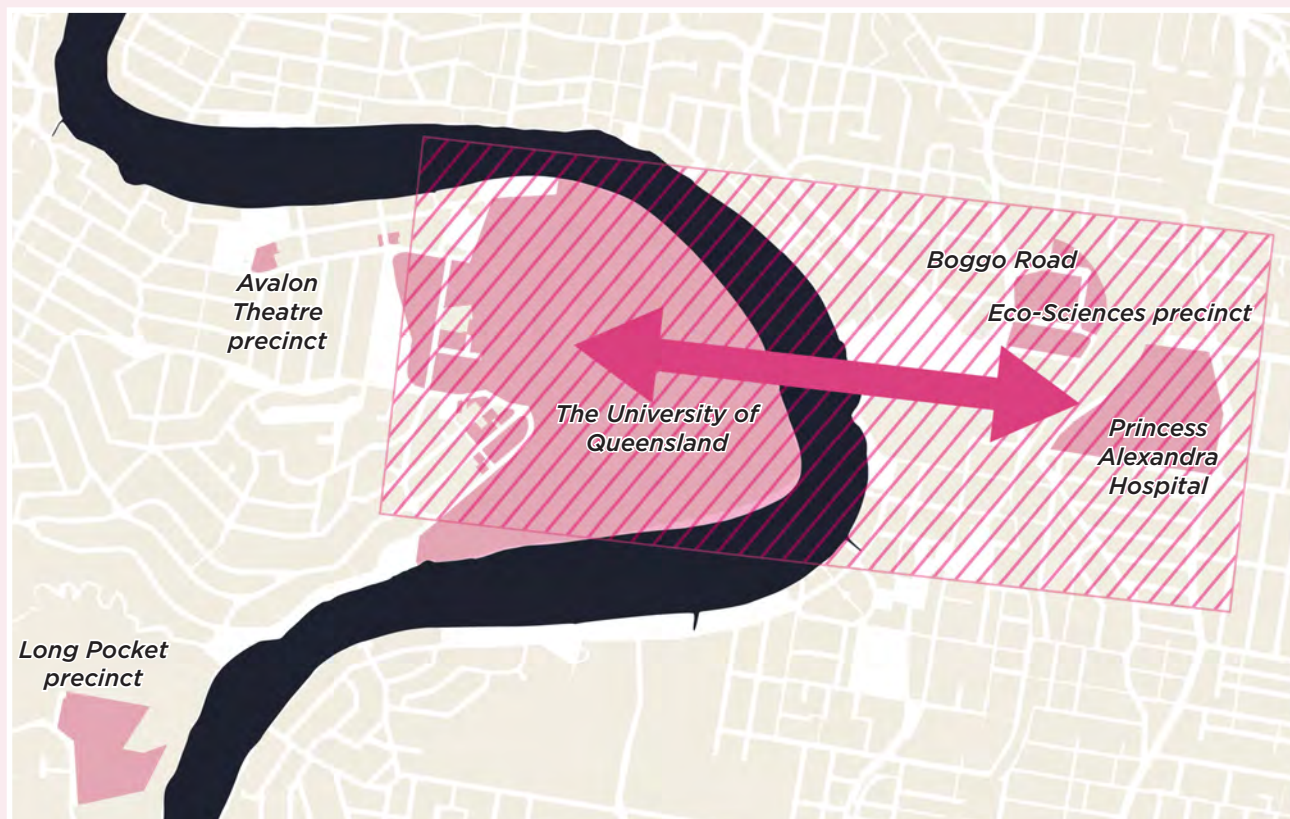 Avalon
Theatre
precinct
Boggo Road
Eco-Sciences precinct
The University of
Queensland
Princess
Alexandra
Hospital
Long Pocket
precinct